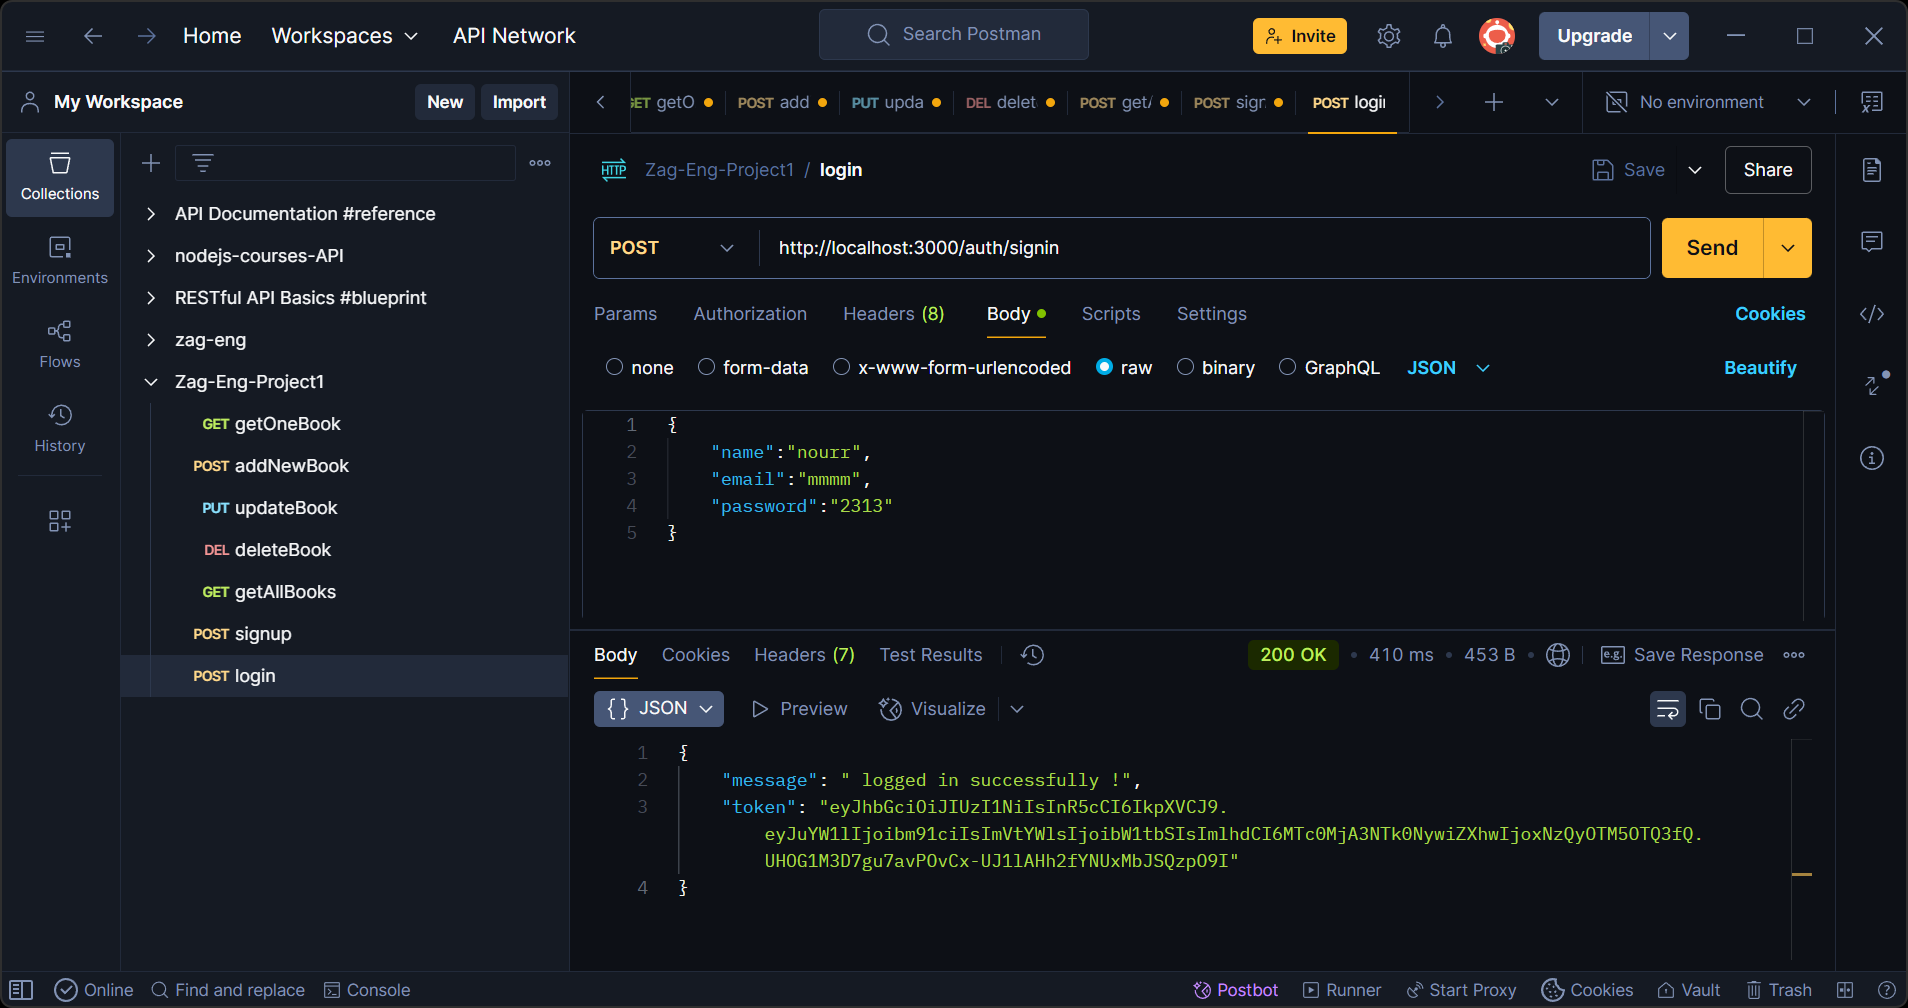 Home
Workspaces
API Network
Search Postman
Invite
Upgrade
My Workspace
New
Import
GET getO
POST add
PUT upda
DEL delet
POST get/
POST sign
POST login
No environment
Collections
Environments
Flows
History
API Documentation #reference
nodejs-courses-API
RESTful API Basics #blueprint
zag-eng
Zag-Eng-Project1
GET getOneBook
POST addNewBook
PUT updateBook
DEL deleteBook
GET getAllBooks
POST signup
POST login
HTTP Zag-Eng-Project1 / login
Save
Share
POST
http://localhost:3000/auth/signin
Send
Params Authorization Headers (8) Body Scripts Settings
Cookies
none form-data x-www-form-urlencoded raw binary GraphQL JSON
Beautify
1 {
2 "name":"nourr",
3 "email":"mmmm",
4 "password":"2313"
5 }
Body Cookies Headers (7) Test Results
200 OK • 410 ms • 453 B •
e.g. Save Response
{ } JSON Preview Visualize
1 {
2 "message": " logged in successfully !",
3 "token": "eyJhbGciOiJIUzI1NiIsInR5cCI6IkpXVCJ9.
eyJuYW1lIjoibm91ciIsImVtYWlsIjoibW1tbSIsImlhdCI6MTc0MjA3NTk0NywiZXhwIjoxNzQyOTM5OTQ3fQ.
UHOG1M3D7gu7avPOvCx-UJ1lAHh2fYNUxMbJSQzpO9I"
4 }
Online
Find and replace
Console
Postbot
Runner
Start Proxy
Cookies
Vault
Trash